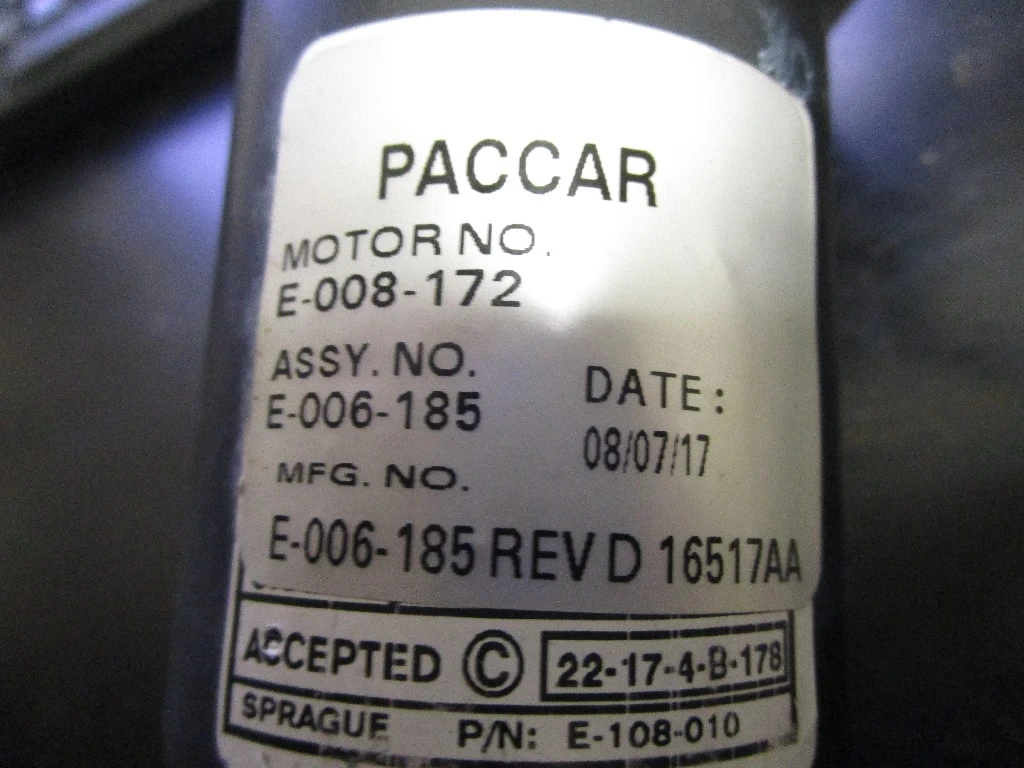 PACCAR
MOTOR NO.
E-008-172
ASSY. NO.
E-006-185
DATE:
08/07/17
MFG. NO.
E-006-185 REV D 16517AA
ACCEPTED © 22-17-4-B-178
SPRAGUE P/N: E-108-010